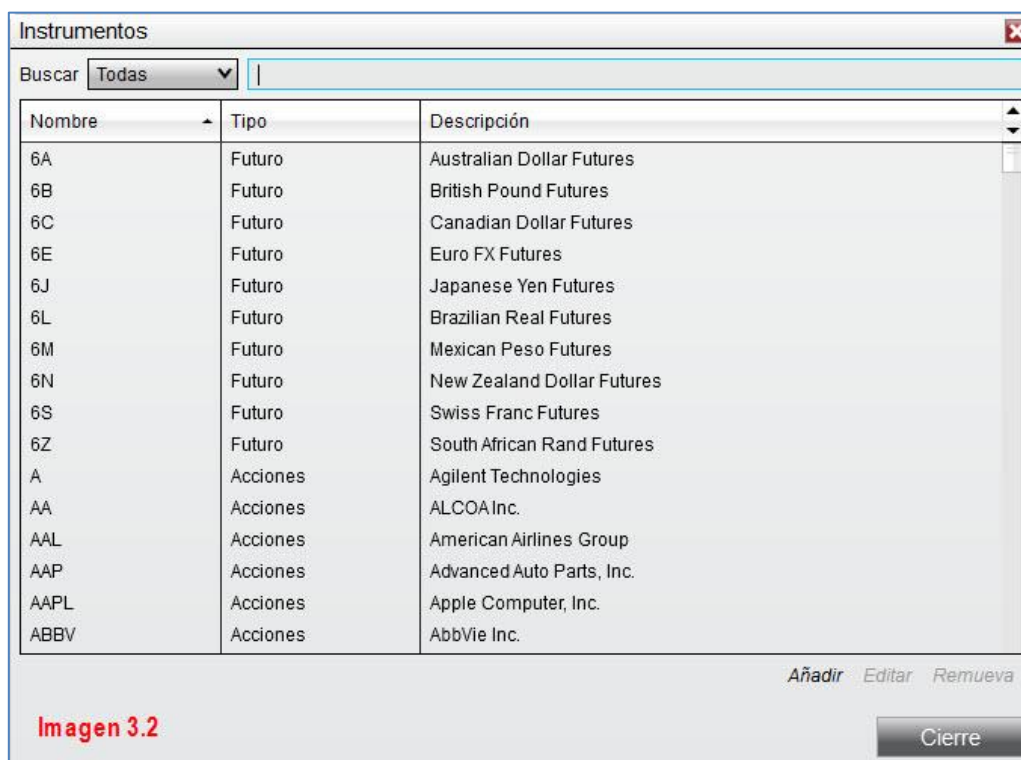 Instrumentos
Buscar Todas
Nombre Tipo Descripción
6A Futuro Australian Dollar Futures
6B Futuro British Pound Futures
6C Futuro Canadian Dollar Futures
6E Futuro Euro FX Futures
6J Futuro Japanese Yen Futures
6L Futuro Brazilian Real Futures
6M Futuro Mexican Peso Futures
6N Futuro New Zealand Dollar Futures
6S Futuro Swiss Franc Futures
6Z Futuro South African Rand Futures
A Acciones Agilent Technologies
AA Acciones ALCOA Inc.
AAL Acciones American Airlines Group
AAP Acciones Advanced Auto Parts, Inc.
AAPL Acciones Apple Computer, Inc.
ABBV Acciones AbbVie Inc.
Añadir Editar Remueva
Imagen 3.2
Cierre